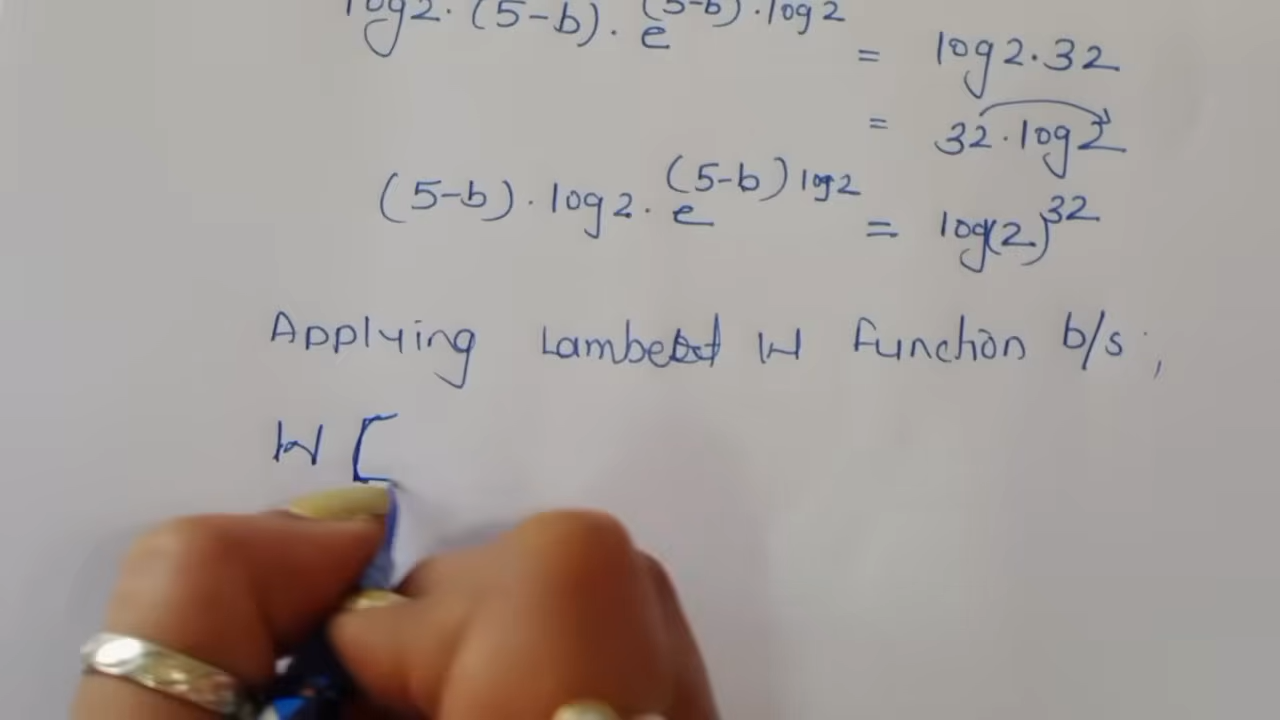 log2·(5-b)·e^(5-b)·log2 = log2·32
= 32·log2
(5-b)·log2·e^(5-b)log2 = log(2)^32
Applying Lambert W function b/s;
W [